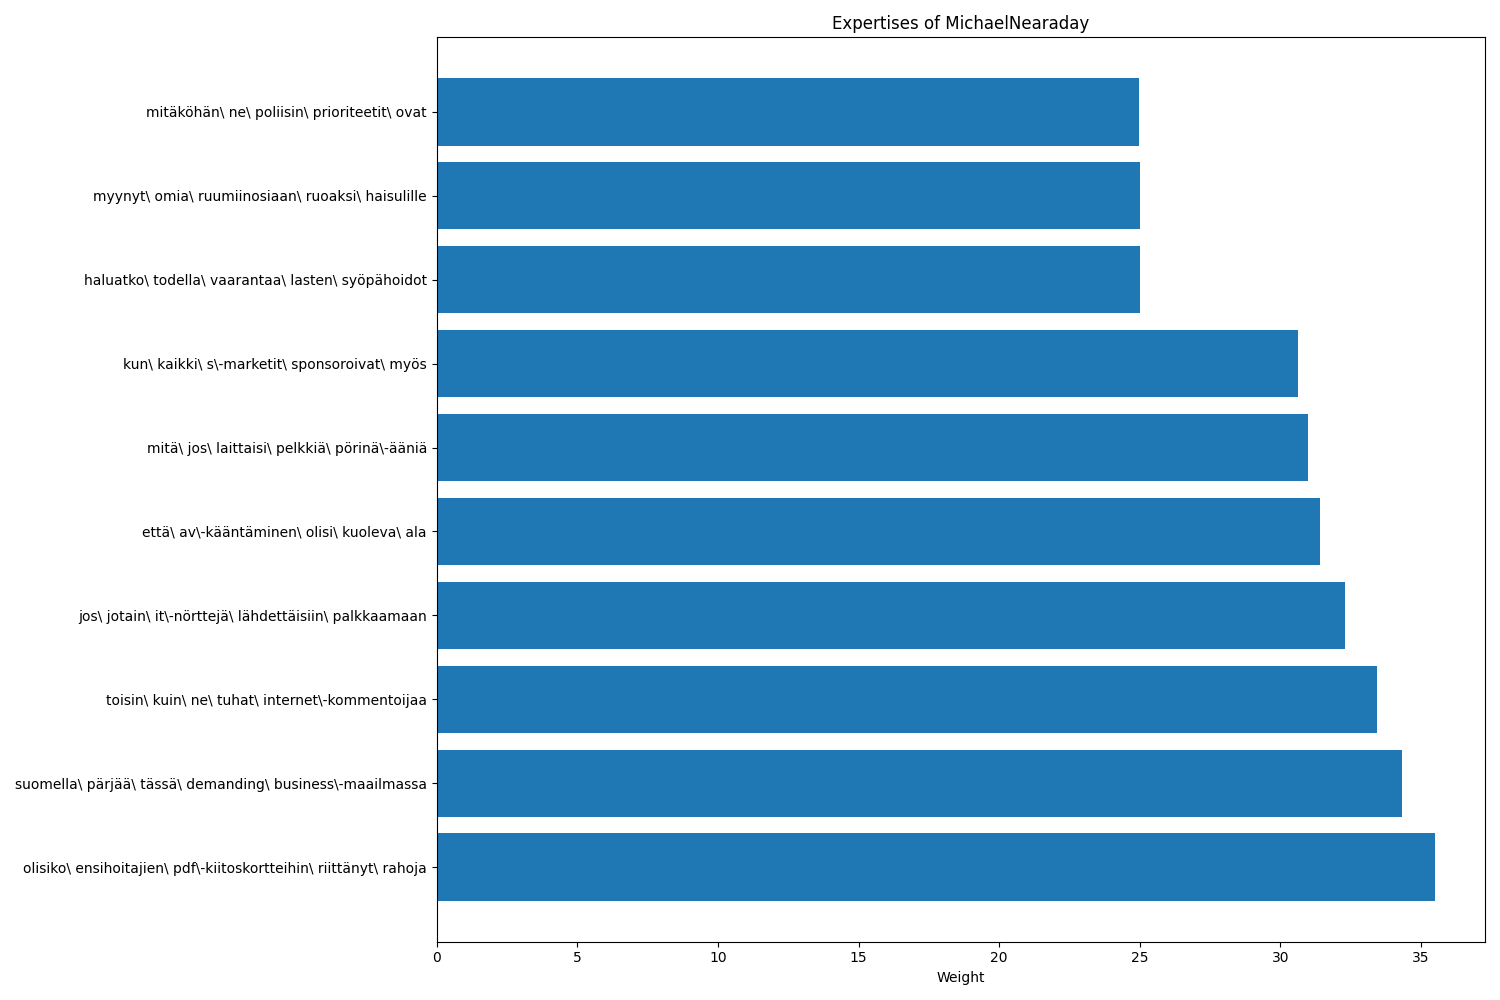 Expertises of MichaelNearaday
mitäköhän\ ne\ poliisin\ prioriteetit\ ovat
myynyt\ omia\ ruumiinosiaan\ ruoaksi\ haisulille
haluatko\ todella\ vaarantaa\ lasten\ syöpähoidot
kun\ kaikki\ s\-marketit\ sponsoroivat\ myös
mitä\ jos\ laittaisi\ pelkkiä\ pörinä\-ääniä
että\ av\-kääntäminen\ olisi\ kuoleva\ ala
jos\ jotain\ it\-nörttejä\ lähdettäisiin\ palkkaamaan
toisin\ kuin\ ne\ tuhat\ internet\-kommentoijaa
suomella\ pärjää\ tässä\ demanding\ business\-maailmassa
olisiko\ ensihoitajien\ pdf\-kiitoskortteihin\ riittänyt\ rahoja
0 5 10 15 20 25 30 35
Weight